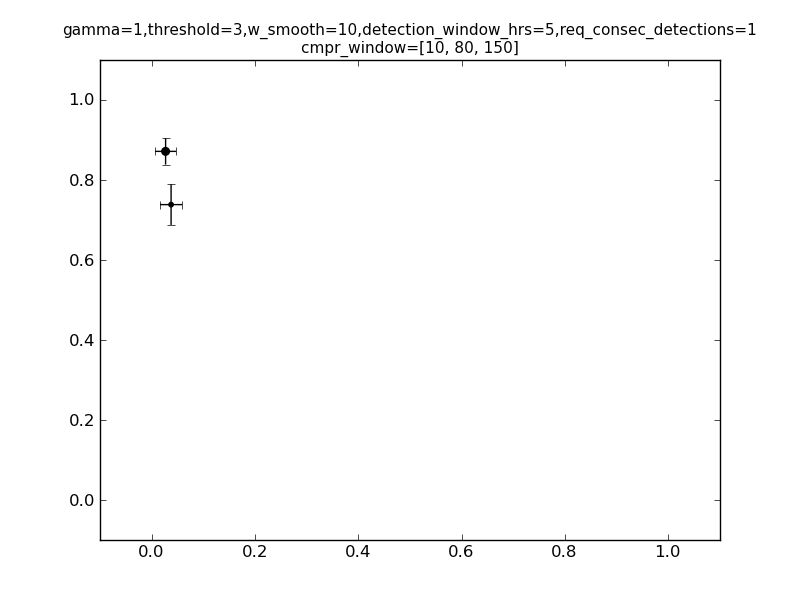 gamma=1,threshold=3,w_smooth=10,detection_window_hrs=5,req_consec_detections=1
cmpr_window=[10, 80, 150]
1.0
0.8
0.6
0.4
0.2
0.0
0.0 0.2 0.4 0.6 0.8 1.0